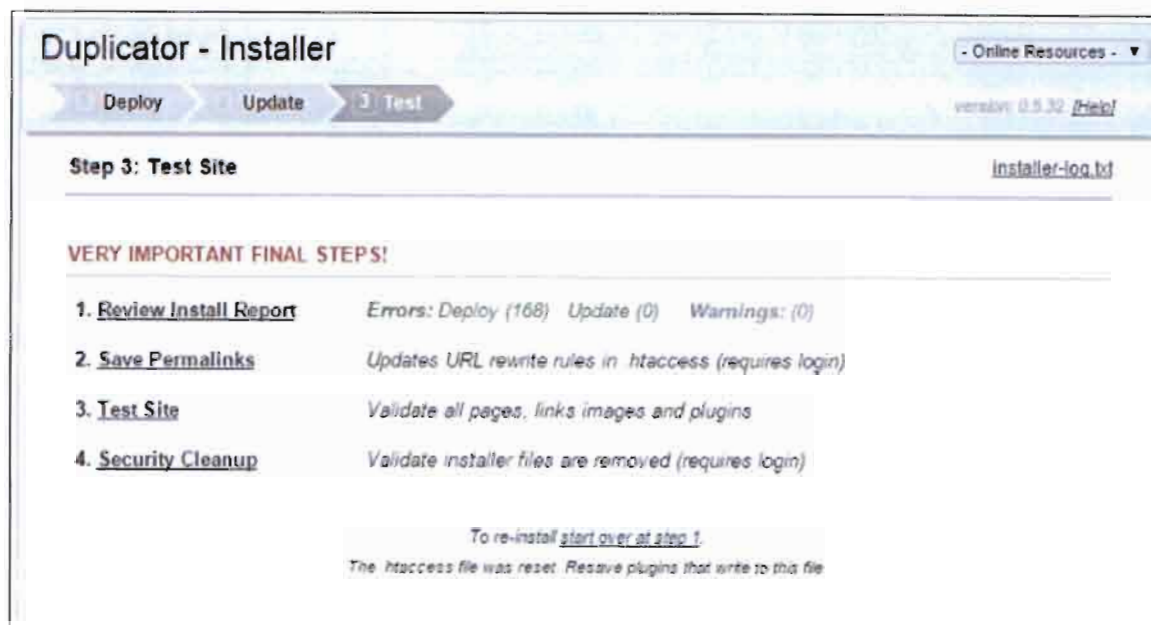 Duplicator - Installer
- Online Resources - ▼
1 Deploy 2 Update 3 Test
version: 0.5.32 [Help]
Step 3: Test Site
installer-log.txt
VERY IMPORTANT FINAL STEPS!
1. Review Install Report Errors: Deploy (168) Update (0) Warnings: (0)
2. Save Permalinks Updates URL rewrite rules in .htaccess (requires login)
3. Test Site Validate all pages, links images and plugins
4. Security Cleanup Validate installer files are removed (requires login)
To re-install start over at step 1.
The .htaccess file was reset. Resave plugins that write to this file